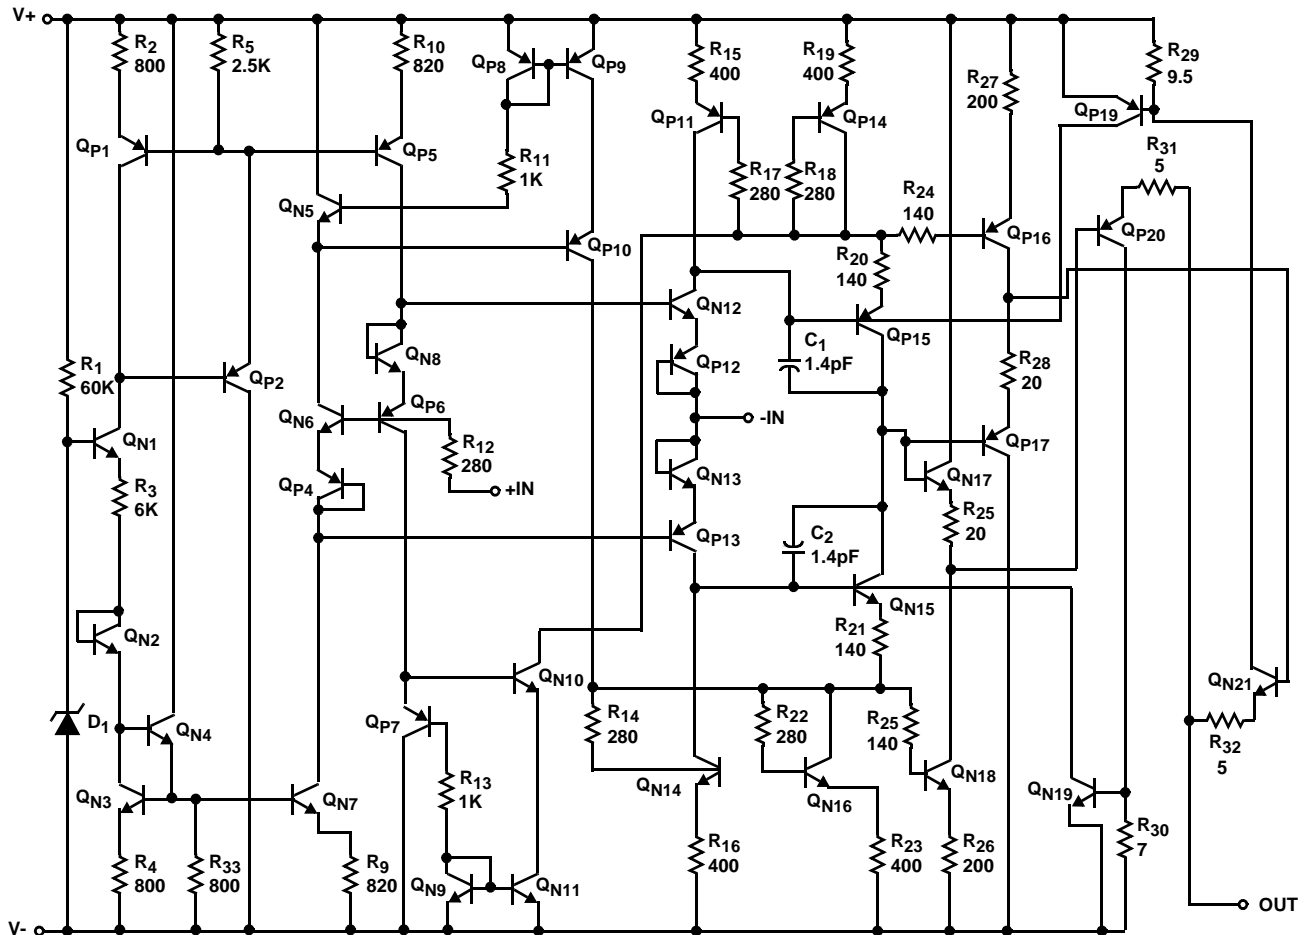 V+
R2
800
R5
2.5K
R10
820
QP8
QP9
R15
400
R19
400
R27
200
R29
9.5
QP19
QP1
QP5
QP11
QP14
R11
1K
R17
280
R18
280
R31
5
QN5
R24
140
QP10
QP16
QP20
R20
140
QN12
QP15
C1
1.4pF
R1
60K
QN8
QP12
R28
20
QP2
QP6
QN6
-IN
QN1
R12
280
QP17
QP4
+IN
QN13
QN17
R3
6K
R25
20
QP13
C2
1.4pF
QN15
QN2
R21
140
QN10
QN21
D1
QN4
QP7
R14
280
R22
280
R25
140
R32
5
R13
1K
QN3
QN7
QN14
QN16
QN18
QN19
R4
800
R33
800
R9
820
R16
400
R23
400
R26
200
R30
7
QN9
QN11
OUT
V-